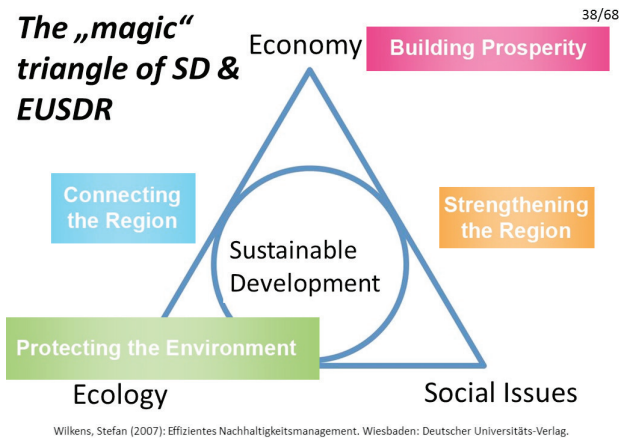 38/68
The „magic“
triangle of SD &
EUSDR
Economy
Building Prosperity
Connecting
the Region
Strengthening
the Region
Sustainable
Development
Protecting the Environment
Ecology
Social Issues
Wilkens, Stefan (2007): Effizientes Nachhaltigkeitsmanagement. Wiesbaden: Deutscher Universitäts-Verlag.